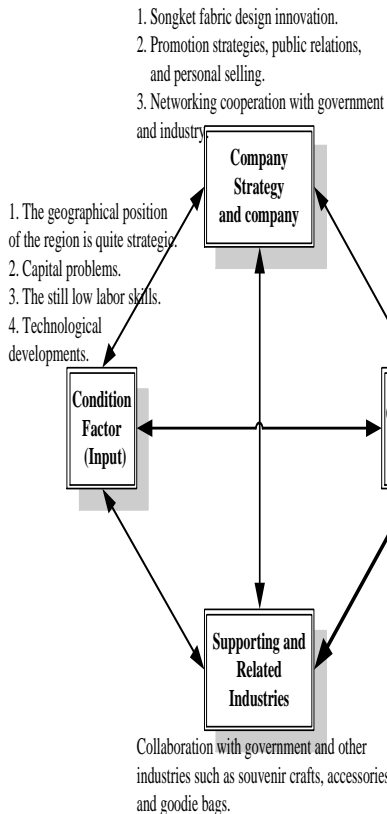 1. Songket fabric design innovation.
2. Promotion strategies, public relations,
and personal selling.
3. Networking cooperation with government
and industry.
Company
Strategy
and company
1. The geographical position
of the region is quite strategic.
2. Capital problems.
3. The still low labor skills.
4. Technological
developments.
Condition
Factor
(Input)
Supporting and
Related
Industries
Collaboration with government and other
industries such as souvenir crafts, accessories
and goodie bags.